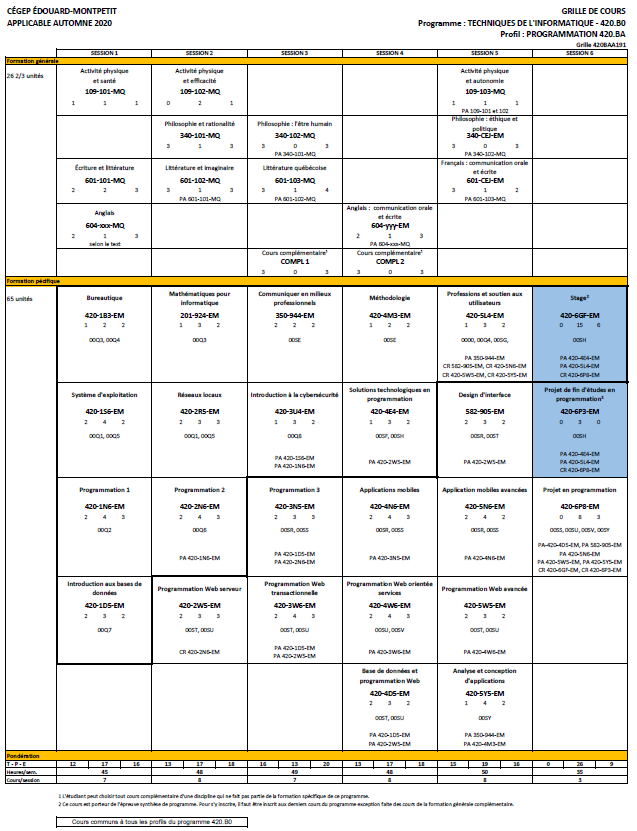 CÉGEP ÉDOUARD-MONTPETIT
GRILLE DE COURS
APPLICABLE AUTOMNE 2020
Programme : TECHNIQUES DE L'INFORMATIQUE - 420.B0
Profil : PROGRAMMATION 420.BA
Grille 420BAA191
SESSION 1 SESSION 2 SESSION 3 SESSION 4 SESSION 5 SESSION 6
Formation générale
26 2/3 unités
Activité physique et santé
109-101-MQ
1 1 1
Activité physique et efficacité
109-102-MQ
0 2 1
Activité physique et autonomie
109-103-MQ
1 1 1
PA 109-101 et 102
Philosophie et rationalité
340-101-MQ
3 1 3
Philosophie : l'être humain
340-102-MQ
3 0 3
PA 340-101-MQ
Philosophie : éthique et politique
340-CEJ-EM
3 0 3
PA 340-102-MQ
Écriture et littérature
601-101-MQ
2 2 3
Littérature et imaginaire
601-102-MQ
3 1 3
PA 601-101-MQ
Littérature québécoise
601-103-MQ
3 1 4
PA 601-102-MQ
Français : communication orale et écrite
601-CEJ-EM
3 1 2
PA 601-103-MQ
Anglais
604-xxx-MQ
2 1 3
selon le test
Anglais : communication orale et écrite
604-yyy-EM
2 1 3
PA 604-xxx-MQ
Cours complémentaire¹
COMPL 1
3 0 3
Cours complémentaire¹
COMPL 2
3 0 3
Formation pécifique
65 unités
Bureautique
420-1B3-EM
1 2 2
00Q3, 00Q4
Mathématiques pour informatique
201-924-EM
1 3 2
00Q3
Communiquer en milieux professionnels
350-944-EM
2 2 2
00SE
Méthodologie
420-4M3-EM
1 2 2
00SE
Professions et soutien aux utilisateurs
420-5L4-EM
2 2 2
PA 350-944-EM
CR 582-905-EM, CR 420-5N6-EM
CR 420-5W5-EM, CR 420-5Y5-EM
Stage²
420-6GF-EM
0 15 6
00SH
PA 420-4E4-EM
PA 420-5L4-EM
CR 420-6P8-EM
Système d'exploitation
420-1S6-EM
2 4 2
00Q1, 00Q5
Réseaux locaux
420-2R5-EM
2 3 3
00Q1, 00Q5
Introduction à la cybersécurité
420-3U4-EM
1 3 2
00Q8
PA 420-1S6-EM
PA 420-1N6-EM
Solutions technologiques en programmation
420-4E4-EM
1 3 2
00SF, 00SH
PA 420-2W5-EM
Design d'interface
582-905-EM
2 3 2
00SR, 00ST
PA 420-2W5-EM
Projet de fin d'études en programmation²
420-6P3-EM
0 3 0
00SH
PA 420-4E4-EM
PA 420-5L4-EM
CR 420-6P8-EM
Programmation 1
420-1N6-EM
2 4 3
00Q2
Programmation 2
420-2N6-EM
2 4 3
00Q6
PA 420-1N6-EM
Programmation 3
420-3N5-EM
2 3 3
00SR, 00SS
PA 420-1D5-EM
PA 420-2N6-EM
Applications mobiles
420-4N6-EM
2 4 3
00SR, 00SS
PA 420-3N5-EM
Application mobiles avancées
420-5N6-EM
2 4 2
00SR, 00SS
PA 420-4N6-EM
Projet en programmation
420-6P8-EM
0 8 3
00SS, 00SU, 00SV, 00SY
PA-420-4D5-EM, PA 582-905-EM
PA 420-5N6-EM
PA 420-5W5-EM, PA 420-5Y5-EM
CR 420-6GF-EM, CR 420-6P3-EM
Introduction aux bases de données
420-1D5-EM
2 3 2
00Q7
Programmation Web serveur
420-2W5-EM
2 3 3
00ST, 00SU
CR 420-2N6-EM
Programmation Web transactionnelle
420-3W6-EM
2 4 3
00ST, 00SU
PA 420-1D5-EM
PA 420-2W5-EM
Programmation Web orientée services
420-4W6-EM
2 4 3
00SU, 00SV
PA 420-3W6-EM
Programmation Web avancée
420-5W5-EM
2 3 2
00ST, 00SU
PA 420-4W6-EM
Base de données et programmation Web
420-4D5-EM
2 3 2
00ST, 00SU
PA 420-1D5-EM
PA 420-2W5-EM
Analyse et conception d'applications
420-5Y5-EM
1 4 2
00SY
PA 350-944-EM
PA 420-4M3-EM
Pondération
T - P - E 12 17 16 13 17 18 16 13 20 13 17 18 15 19 16 0 26 9
Heures/sem. 45 48 49 48 50 35
Cours/session 7 8 7 8 8 3
1 L'étudiant peut choisir tout cours complémentaire d'une discipline qui ne fait pas partie de la formation spécifique de ce programme.
2 Ce cours est porteur de l'épreuve synthèse de programme. Pour s'y inscrire, il faut être inscrit aux derniers cours du programme exception faite des cours de la formation générale complémentaire.
Cours communs à tous les profils du programme 420.B0